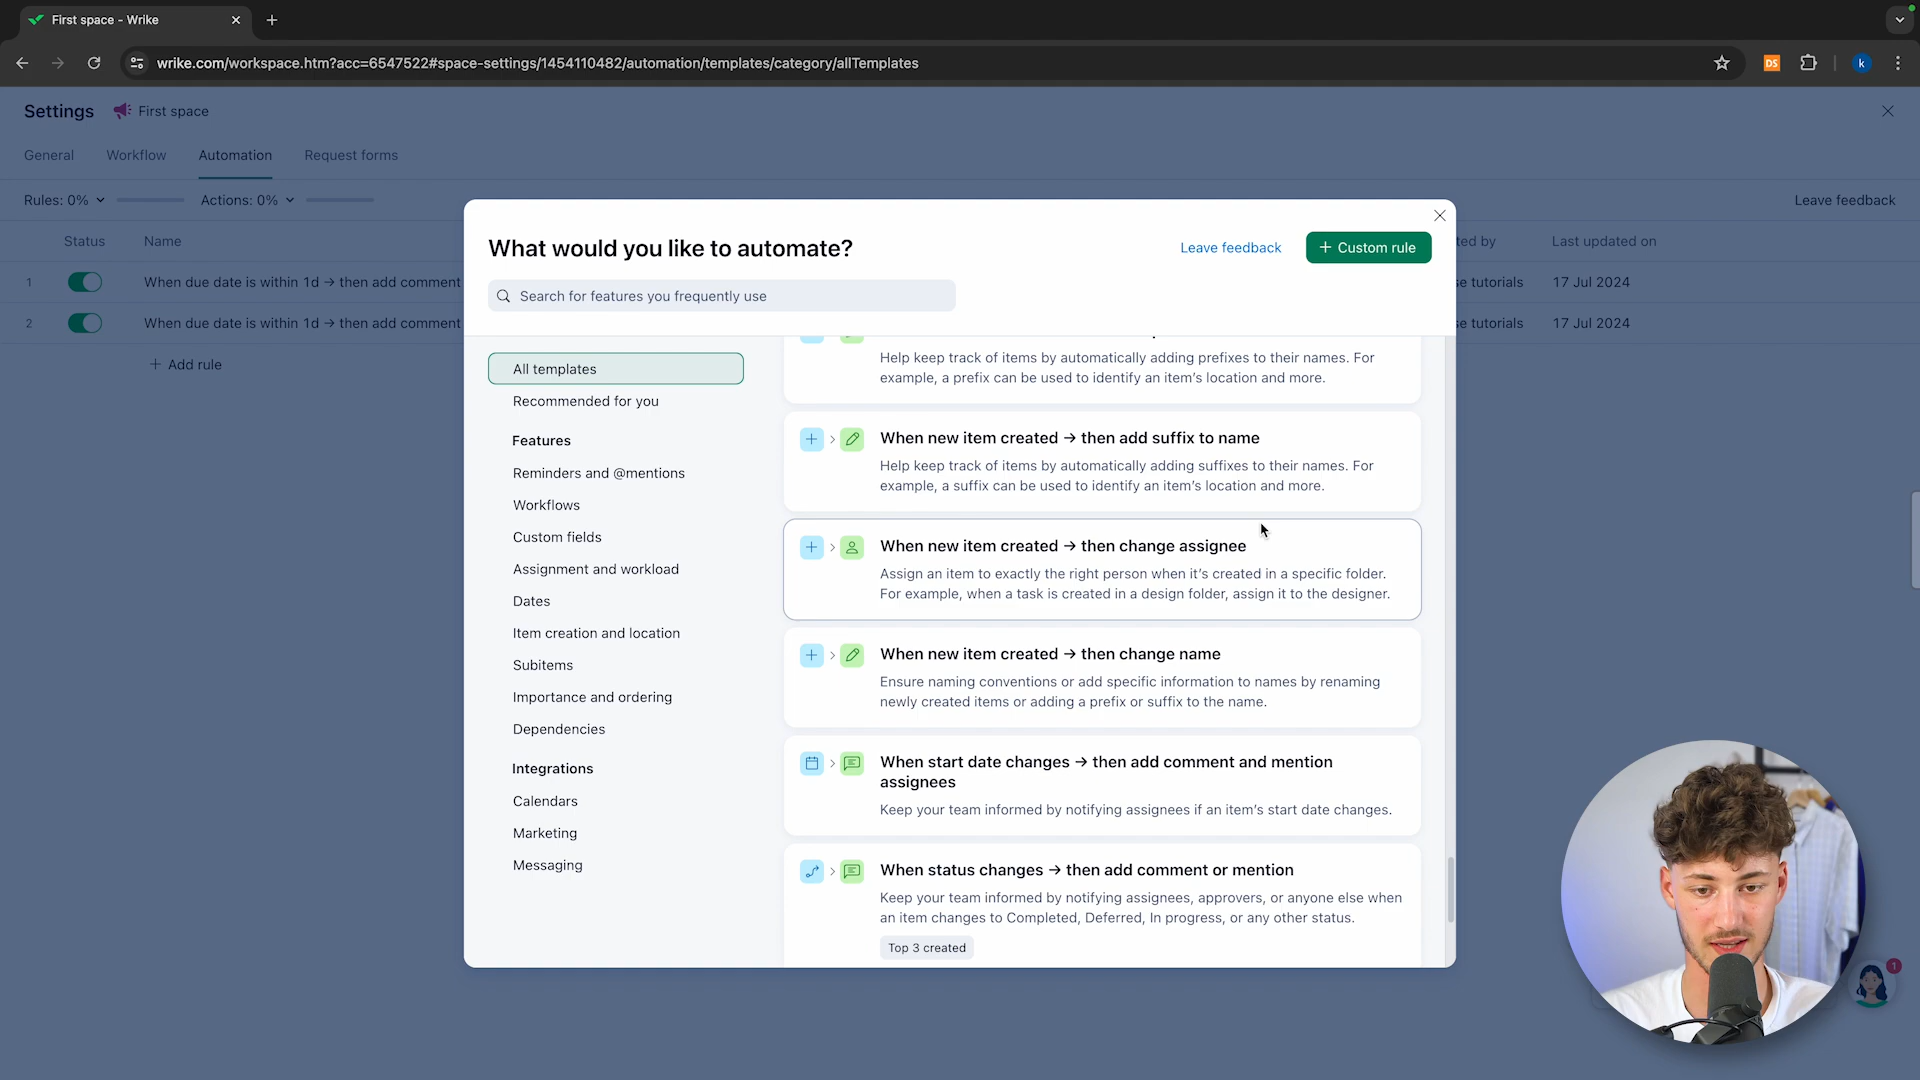 First space - Wrike
wrike.com/workspace.htm?acc=6547522#space-settings/1454110482/automation/templates/category/allTemplates
DS
k
Settings
First space
General
Workflow
Automation
Request forms
Rules: 0%
Actions: 0%
Leave feedback
Status
Name
ted by
Last updated on
1
When due date is within 1d → then add comment
se tutorials
17 Jul 2024
2
When due date is within 1d → then add comment
se tutorials
17 Jul 2024
+ Add rule
What would you like to automate?
Leave feedback
+ Custom rule
Search for features you frequently use
All templates
Recommended for you
Features
Reminders and @mentions
Workflows
Custom fields
Assignment and workload
Dates
Item creation and location
Subitems
Importance and ordering
Dependencies
Integrations
Calendars
Marketing
Messaging
Help keep track of items by automatically adding prefixes to their names. For
example, a prefix can be used to identify an item's location and more.
When new item created → then add suffix to name
Help keep track of items by automatically adding suffixes to their names. For
example, a suffix can be used to identify an item's location and more.
When new item created → then change assignee
Assign an item to exactly the right person when it's created in a specific folder.
For example, when a task is created in a design folder, assign it to the designer.
When new item created → then change name
Ensure naming conventions or add specific information to names by renaming
newly created items or adding a prefix or suffix to the name.
When start date changes → then add comment and mention
assignees
Keep your team informed by notifying assignees if an item's start date changes.
When status changes → then add comment or mention
Keep your team informed by notifying assignees, approvers, or anyone else when
an item changes to Completed, Deferred, In progress, or any other status.
Top 3 created
1